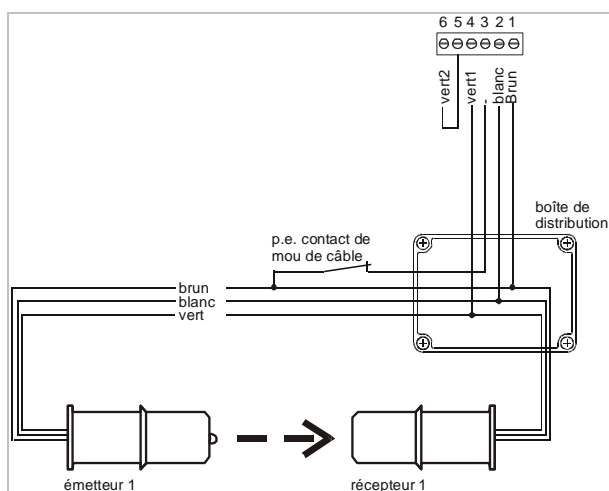 6 5 4 3 2 1
vert2
vert1
-
blanc
Brun
boîte de
distribution
p.e. contact de
mou de câble
brun
blanc
vert
émetteur 1
récepteur 1